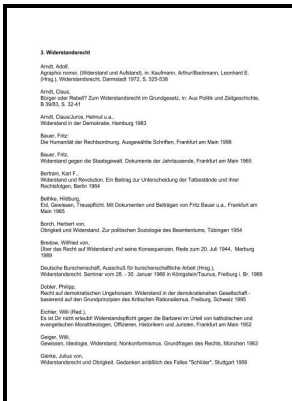 3. Widerstandsrecht
Arndt, Adolf,
Agraphoi nomoi. (Widerstand und Aufstand), in: Kaufmann, Arthur/Backmann, Leonhard E.
(Hrsg.), Widerstandsrecht, Darmstadt 1972, S. 525-538
Arndt, Claus,
Bürger oder Rebell? Zum Widerstandsrecht im Grundgesetz, in: Aus Politik und Zeitgeschichte,
B 39/83, S. 32-41
Arndt, Claus/Juros, Helmut u.a.,
Widerstand in der Demokratie, Hamburg 1983
Bauer, Fritz:
Die Humanität der Rechtsordnung. Ausgewählte Schriften, Frankfurt am Main 1998
Bauer, Fritz,
Widerstand gegen die Staatsgewalt. Dokumente der Jahrtausende, Frankfurt am Main 1965
Bertram, Karl F.,
Widerstand und Revolution. Ein Beitrag zur Unterscheidung der Tatbestände und ihrer
Rechtsfolgen, Berlin 1964
Bethke, Hildburg,
Eid, Gewissen, Treuepflicht. Mit Dokumenten und Beiträgen von Fritz Bauer u.a., Frankfurt am
Main 1965
Borch, Herbert von,
Obrigkeit und Widerstand. Zur politischen Soziologie des Beamtentums, Tübingen 1954
Bredow, Wilfried von,
Über das Recht auf Widerstand und seine Konsequenzen. Rede zum 20. Juli 1944, Marburg
1989
Deutsche Burschenschaft, Ausschuß für burschenschaftliche Arbeit (Hrsg.),
Widerstandsrecht. Seminar vom 28. - 30. Januar 1966 in Königstein/Taunus, Freiburg i. Br. 1966
Dobler, Philipp,
Recht auf demokratischen Ungehorsam. Widerstand in der demokratischen Gesellschaft -
basierend auf den Grundprinzipien des Kritischen Rationalismus, Freiburg, Schweiz 1995
Eichler, Willi (Red.),
Es ist Dir nicht erlaubt! Widerstandspflicht gegen die Barbarei im Urteil von katholischen und
evangelischen Moraltheologen, Offizieren, Historikern und Juristen, Frankfurt am Main 1952
Geiger, Willi,
Gewissen, Ideologie, Widerstand, Nonkonformismus. Grundfragen des Rechts, München 1963
Gierke, Julius von,
Widerstandsrecht und Obrigkeit. Gedanken anläßlich des Falles "Schlüter", Stuttgart 1956